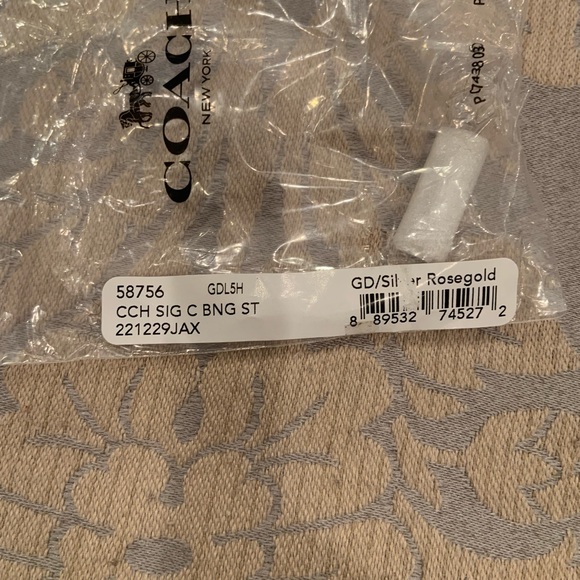 COACH
NEW YORK
58756 GDL5H
CCH SIG C BNG ST
221229JAX
GD/Silver Rosegold
8 89532 74527 2